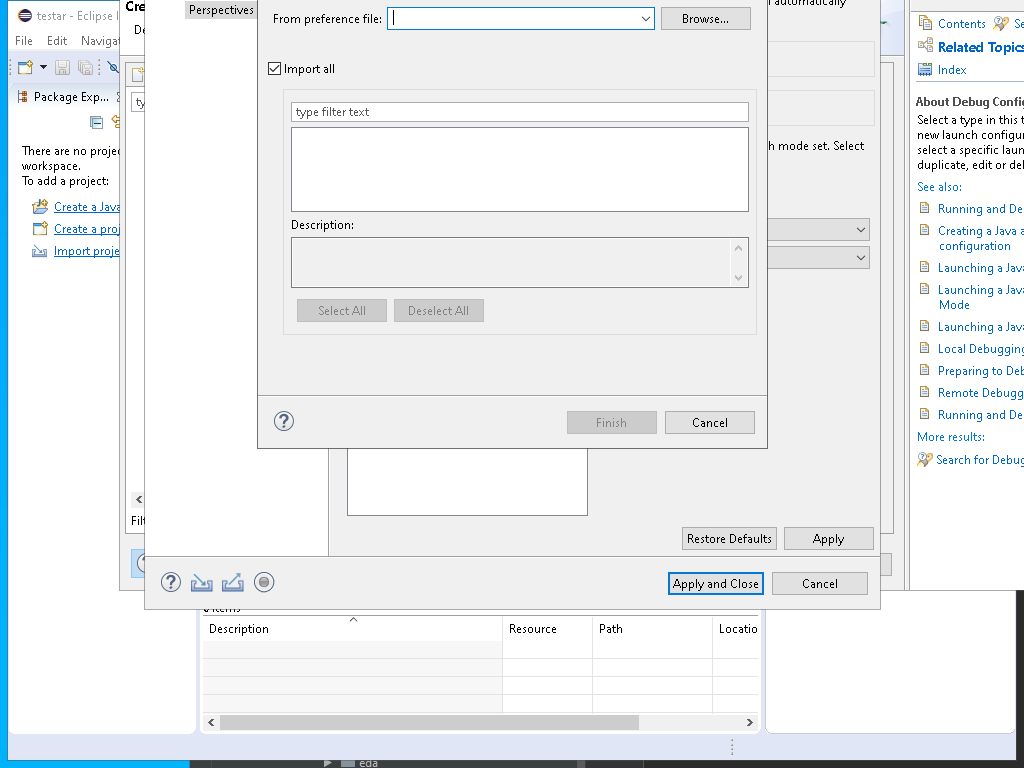 testar - Eclipse I
File Edit Navigat
Package Exp...
There are no proje
workspace.
To add a project:
Create a Java
Create a proj
Import proje
Cre
De
ty
Filt
Perspectives
From preference file:
Browse...
Import all
type filter text
Description:
Select All
Deselect All
Finish
Cancel
automatically
h mode set. Select
Restore Defaults
Apply
Apply and Close
Cancel
Description
Resource
Path
Locatio
eda
Contents
Se
Related Topics
Index
About Debug Config
Select a type in this t
new launch configur
select a specific laun
duplicate, edit or del
See also:
Running and De
Creating a Java a
configuration
Launching a Java
Launching a Java
Mode
Launching a Java
Local Debugging
Preparing to Deb
Remote Debugg
Running and De
More results:
Search for Debug